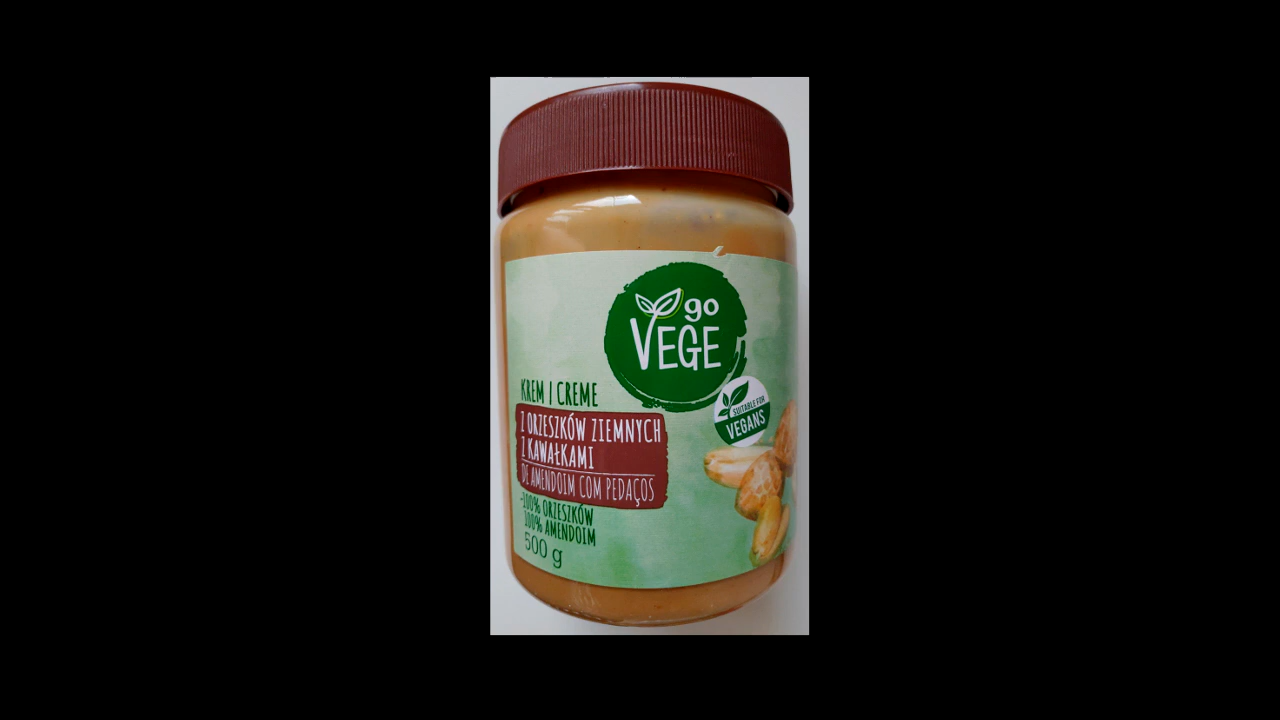 go
VEGE
SUITABLE FOR
VEGANS
KREM | CREME
Z ORZESZKÓW ZIEMNYCH
Z KAWAŁKAMI
DE AMENDOIM COM PEDAÇOS
100% ORZESZKÓW
100% AMENDOIM
500 g